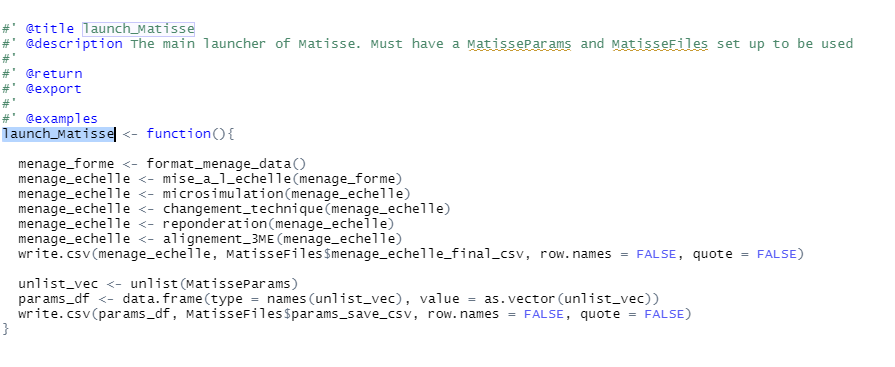 #' @title launch_Matisse
#' @description The main launcher of Matisse. Must have a MatisseParams and MatisseFiles set up to be used
#'
#' @return
#' @export
#'
#' @examples
launch_Matisse <- function(){
menage_forme <- format_menage_data()
menage_echelle <- mise_a_l_echelle(menage_forme)
menage_echelle <- microsimulation(menage_echelle)
menage_echelle <- changement_technique(menage_echelle)
menage_echelle <- reponderation(menage_echelle)
menage_echelle <- alignement_3ME(menage_echelle)
write.csv(menage_echelle, MatisseFiles$menage_echelle_final_csv, row.names = FALSE, quote = FALSE)
unlist_vec <- unlist(MatisseParams)
params_df <- data.frame(type = names(unlist_vec), value = as.vector(unlist_vec))
write.csv(params_df, MatisseFiles$params_save_csv, row.names = FALSE, quote = FALSE)
}